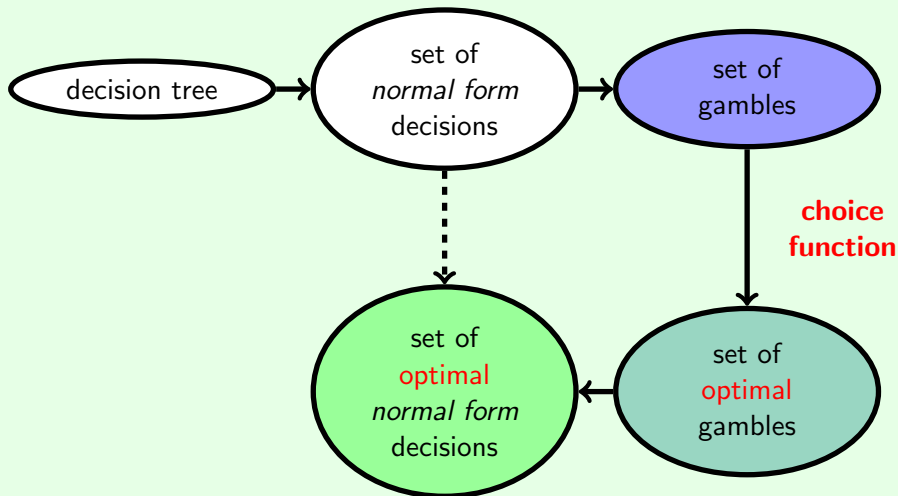 decision tree
set of
normal form
decisions
set of
gambles
choice
function
set of
optimal
normal form
decisions
set of
optimal
gambles